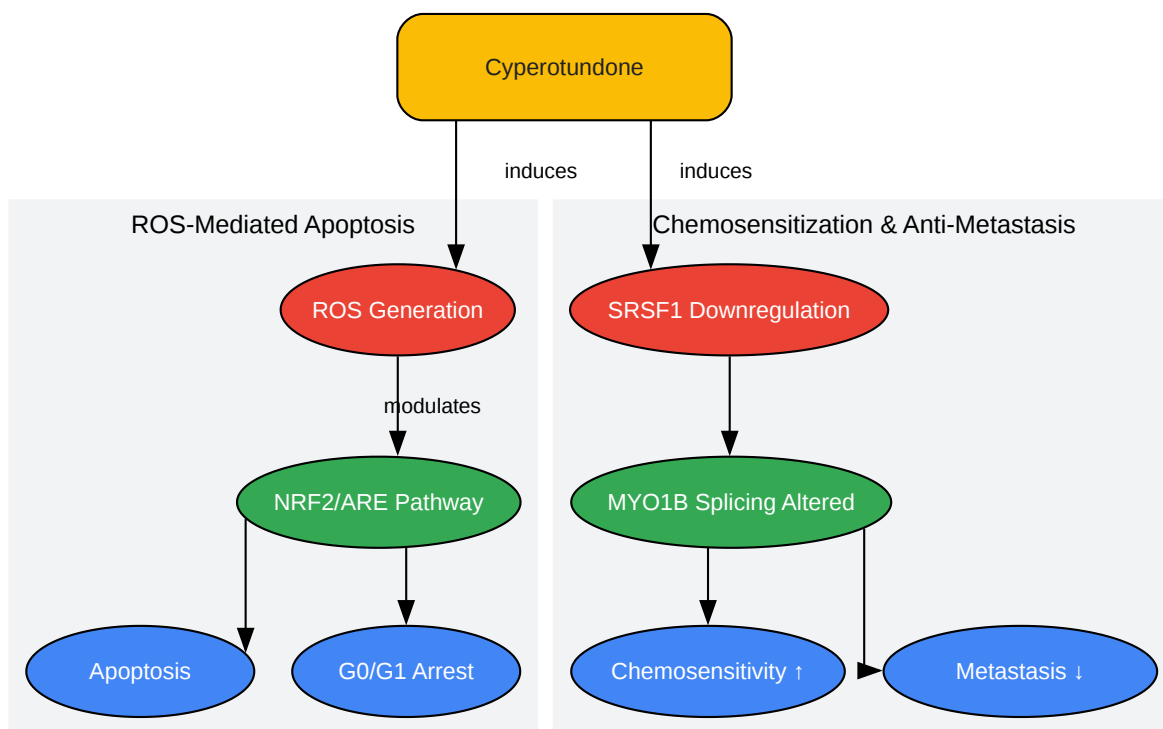 Cyperotundone
induces
induces
ROS-Mediated Apoptosis
Chemosensitization & Anti-Metastasis
ROS Generation
SRSF1 Downregulation
modulates
NRF2/ARE Pathway
MYO1B Splicing Altered
Apoptosis
G0/G1 Arrest
Chemosensitivity ↑
Metastasis ↓